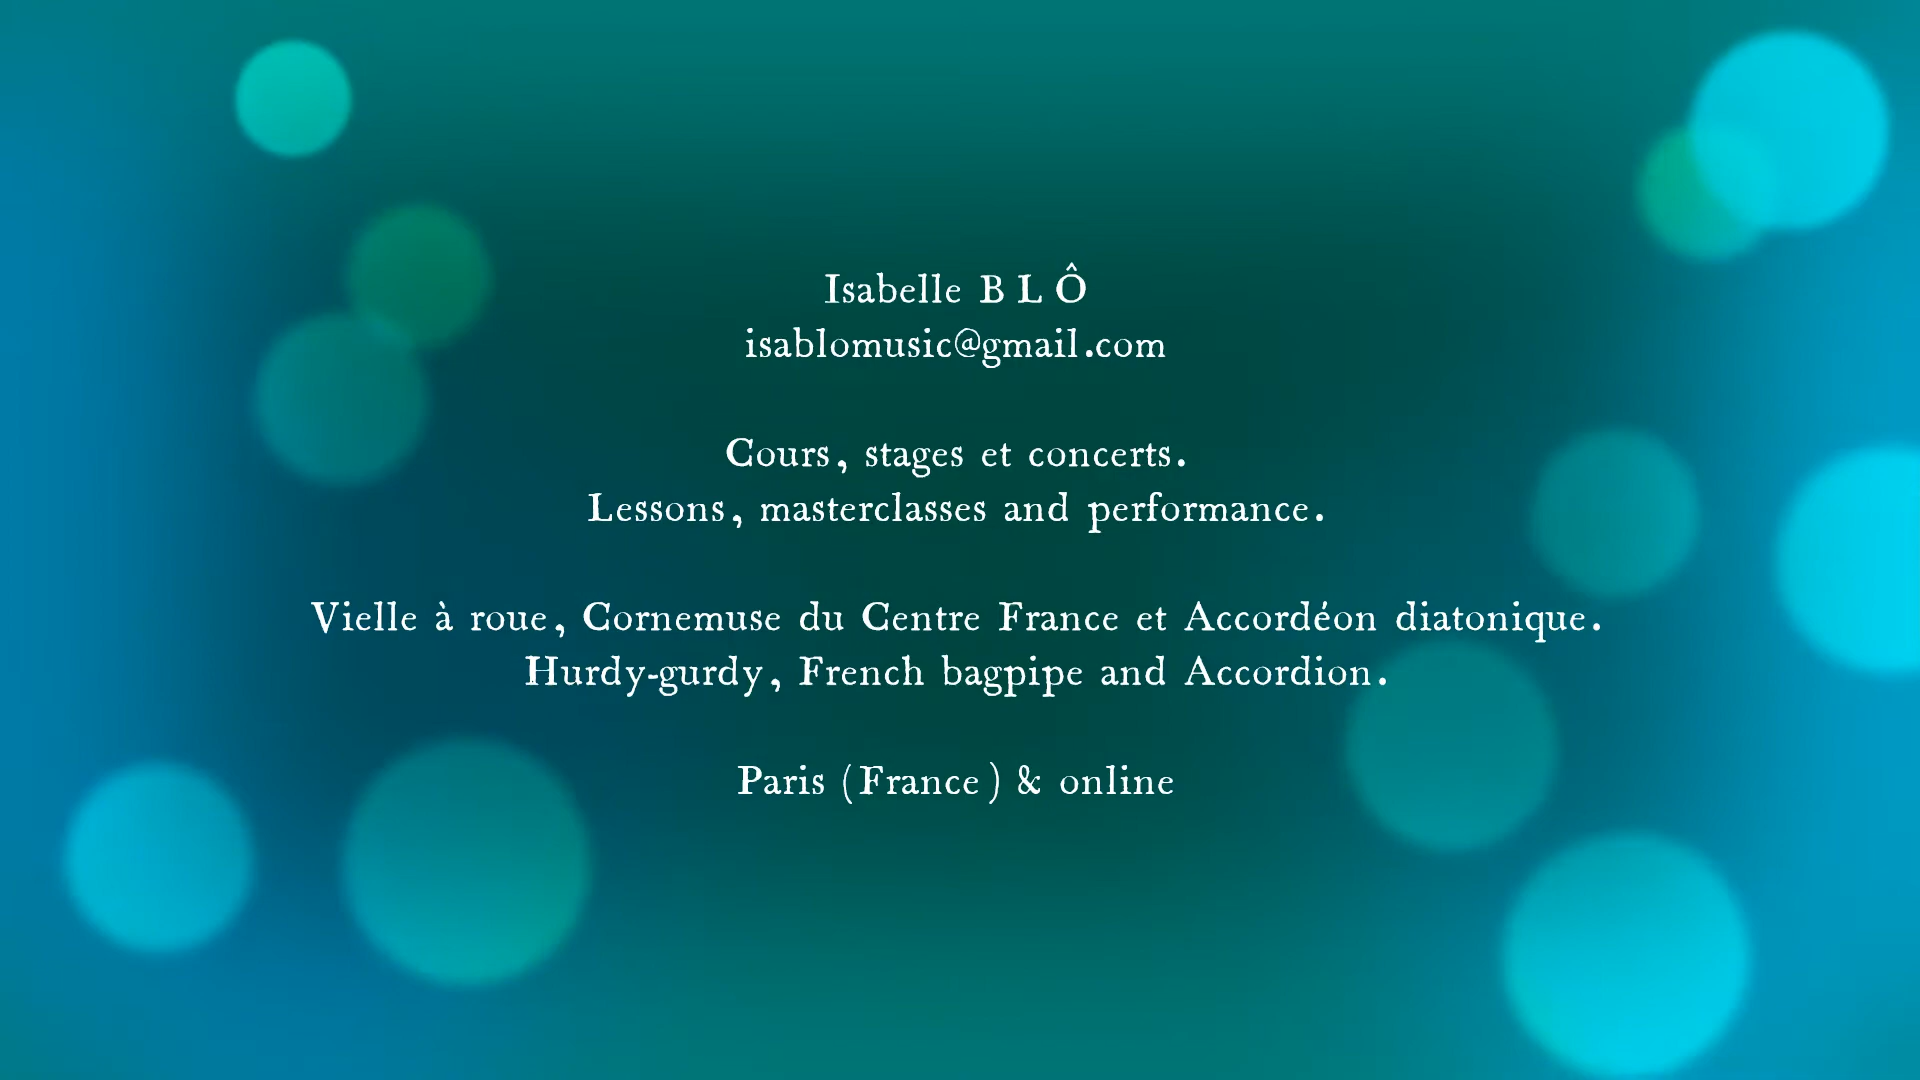 Isabelle B L Ô
isablomusic@gmail.com
Cours, stages et concerts.
Lessons, masterclasses and performance.
Vielle à roue, Cornemuse du Centre France et Accordéon diatonique.
Hurdy-gurdy, French bagpipe and Accordion.
Paris (France) & online